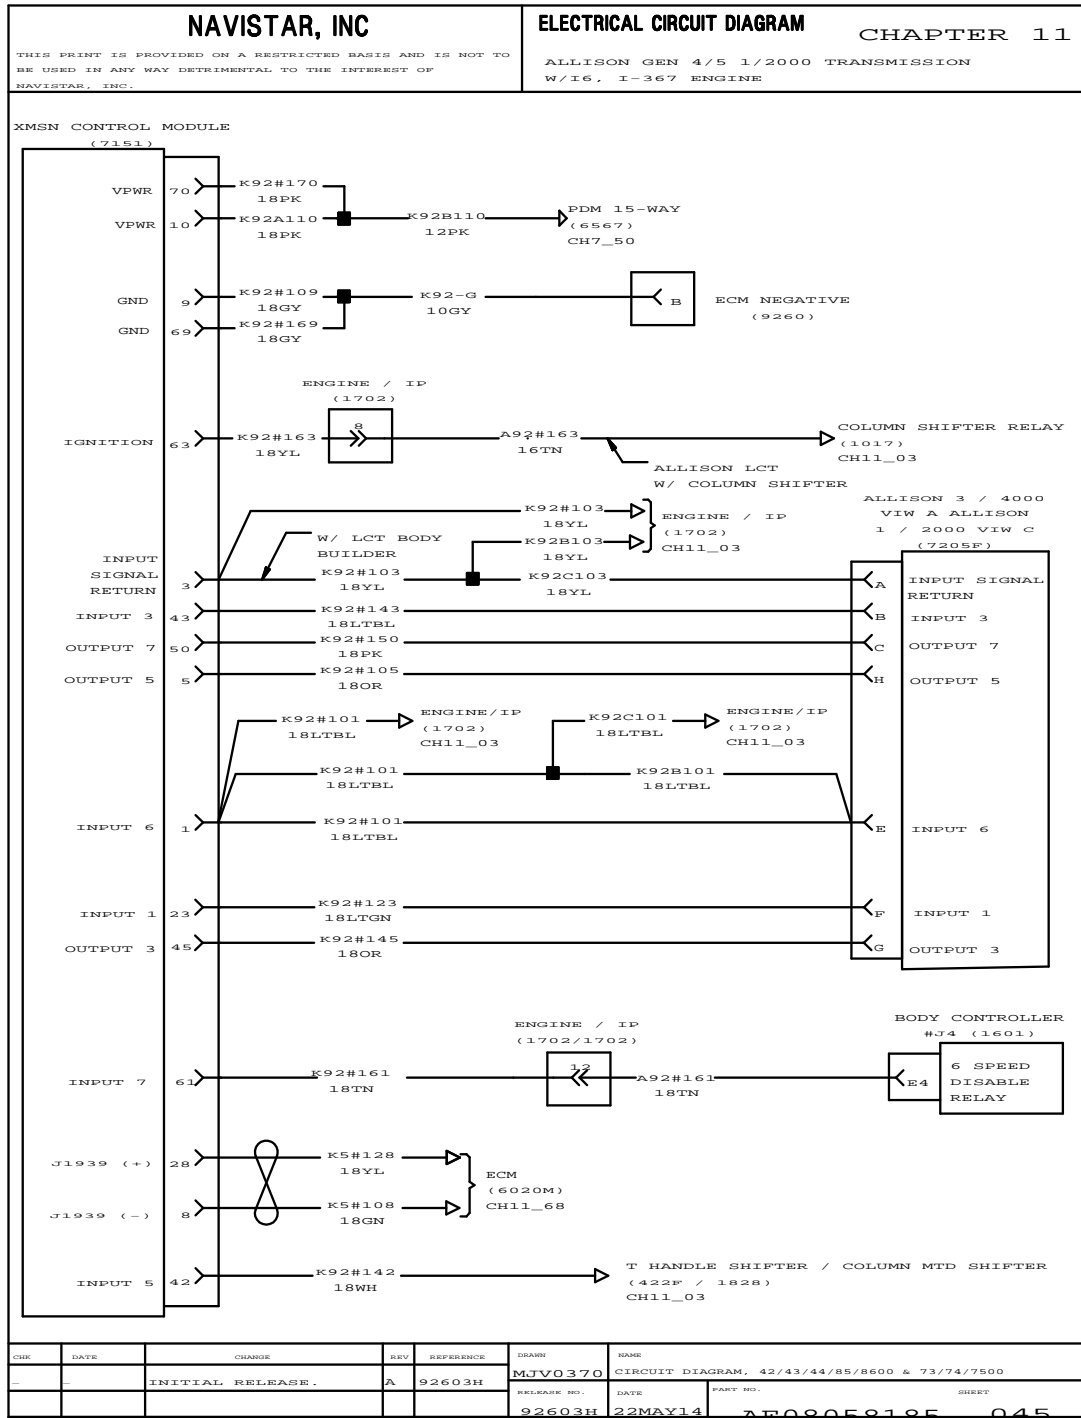 NAVISTAR, INC
THIS PRINT IS PROVIDED ON A RESTRICTED BASIS AND IS NOT TO
BE USED IN ANY WAY DETRIMENTAL TO THE INTEREST OF
NAVISTAR, INC.
ELECTRICAL CIRCUIT DIAGRAM
CHAPTER 11
ALLISON GEN 4/5 1/2000 TRANSMISSION
W/I6, I-367 ENGINE
XMSN CONTROL MODULE
(7151)
VPWR 70 K92#170
18PK
VPWR 10 K92A110
18PK
K92B110
12PK
PDM 15-WAY
(6567)
CH7_50
GND 9 K92#109
18GY
GND 69 K92#169
18GY
K92-G
10GY
B
ECM NEGATIVE
(9260)
ENGINE / IP
(1702)
8
IGNITION 63 K92#163
18YL
A92#163
16TN
COLUMN SHIFTER RELAY
(1017)
CH11_03
ALLISON LCT
W/ COLUMN SHIFTER
ALLISON 3 / 4000
VIW A ALLISON
1 / 2000 VIW C
(7205F)
K92#103
18YL
K92B103
18YL
ENGINE / IP
(1702)
CH11_03
W/ LCT BODY
BUILDER
INPUT
SIGNAL
RETURN
3
K92#103
18YL
K92C103
18YL
A
INPUT SIGNAL
RETURN
INPUT 3 43 K92#143
18LTBL
B INPUT 3
OUTPUT 7 50 K92#150
18PK
C OUTPUT 7
OUTPUT 5 5 K92#105
18OR
H OUTPUT 5
K92#101
18LTBL
ENGINE/IP
(1702)
CH11_03
K92C101
18LTBL
ENGINE/IP
(1702)
CH11_03
K92#101
18LTBL
K92B101
18LTBL
INPUT 6 1 K92#101
18LTBL
E INPUT 6
INPUT 1 23 K92#123
18LTGN
F INPUT 1
OUTPUT 3 45 K92#145
18OR
G OUTPUT 3
ENGINE / IP
(1702/1702)
12
BODY CONTROLLER
#J4 (1601)
INPUT 7 61 K92#161
18TN
A92#161
18TN
E4
6 SPEED
DISABLE
RELAY
J1939 (+) 28 K5#128
18YL
J1939 (-) 8 K5#108
18GN
ECM
(6020M)
CH11_68
INPUT 5 42 K92#142
18WH
T HANDLE SHIFTER / COLUMN MTD SHIFTER
(422F / 1828)
CH11_03
CHK DATE CHANGE REV REFERENCE
- - INITIAL RELEASE. A 92603H
DRAWN
MJV0370
NAME
CIRCUIT DIAGRAM, 42/43/44/85/8600 & 73/74/7500
RELEASE NO.
92603H
DATE
22MAY14
PART NO.
AF08058185
SHEET
045